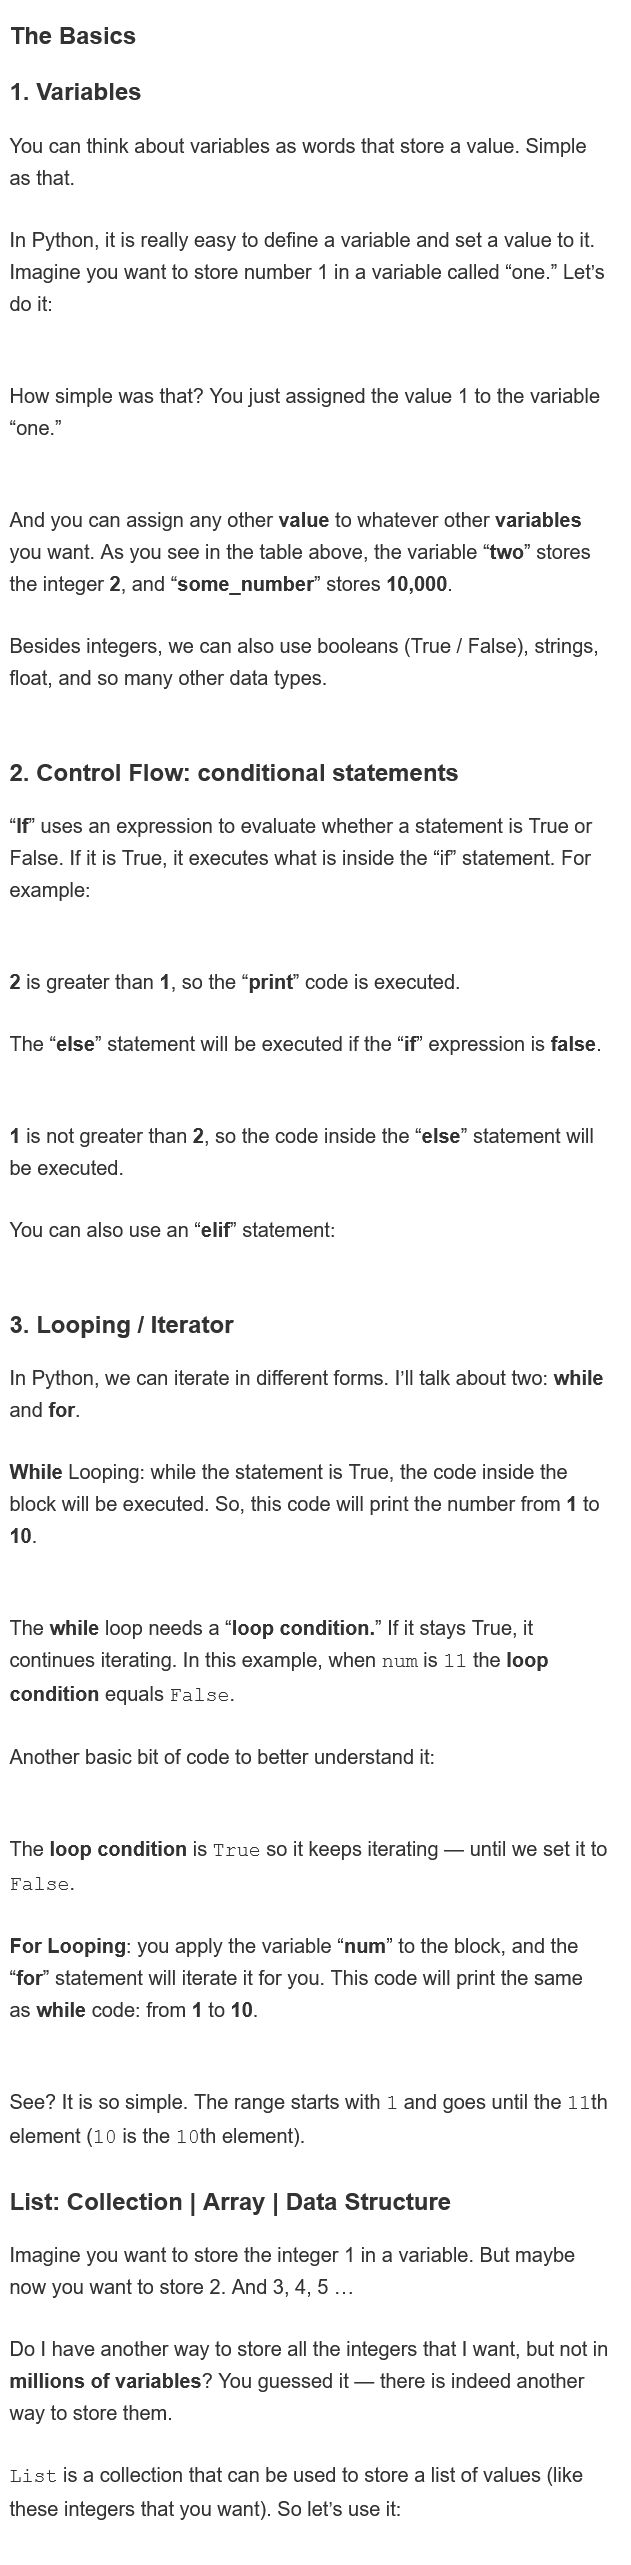 The Basics
1. Variables
You can think about variables as words that store a value. Simple
as that.
In Python, it is really easy to define a variable and set a value to it.
Imagine you want to store number 1 in a variable called “one.” Let’s
do it:
How simple was that? You just assigned the value 1 to the variable
“one.”
And you can assign any other value to whatever other variables
you want. As you see in the table above, the variable “two” stores
the integer 2, and “some_number” stores 10,000.
Besides integers, we can also use booleans (True / False), strings,
float, and so many other data types.
2. Control Flow: conditional statements
“If” uses an expression to evaluate whether a statement is True or
False. If it is True, it executes what is inside the “if” statement. For
example:
2 is greater than 1, so the “print” code is executed.
The “else” statement will be executed if the “if” expression is false.
1 is not greater than 2, so the code inside the “else” statement will
be executed.
You can also use an “elif” statement:
3. Looping / Iterator
In Python, we can iterate in different forms. I’ll talk about two: while
and for.
While Looping: while the statement is True, the code inside the
block will be executed. So, this code will print the number from 1 to
10.
The while loop needs a “loop condition.” If it stays True, it
continues iterating. In this example, when num is 11 the loop
condition equals False.
Another basic bit of code to better understand it:
The loop condition is True so it keeps iterating — until we set it to
False.
For Looping: you apply the variable “num” to the block, and the
“for” statement will iterate it for you. This code will print the same
as while code: from 1 to 10.
See? It is so simple. The range starts with 1 and goes until the 11th
element (10 is the 10th element).
List: Collection | Array | Data Structure
Imagine you want to store the integer 1 in a variable. But maybe
now you want to store 2. And 3, 4, 5 …
Do I have another way to store all the integers that I want, but not in
millions of variables? You guessed it — there is indeed another
way to store them.
List is a collection that can be used to store a list of values (like
these integers that you want). So let’s use it: